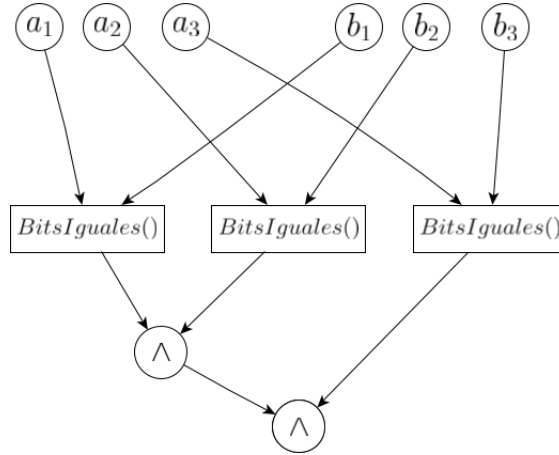 a₁ a₂ a₃ b₁ b₂ b₃
BitsIguales() BitsIguales() BitsIguales()
∧
∧